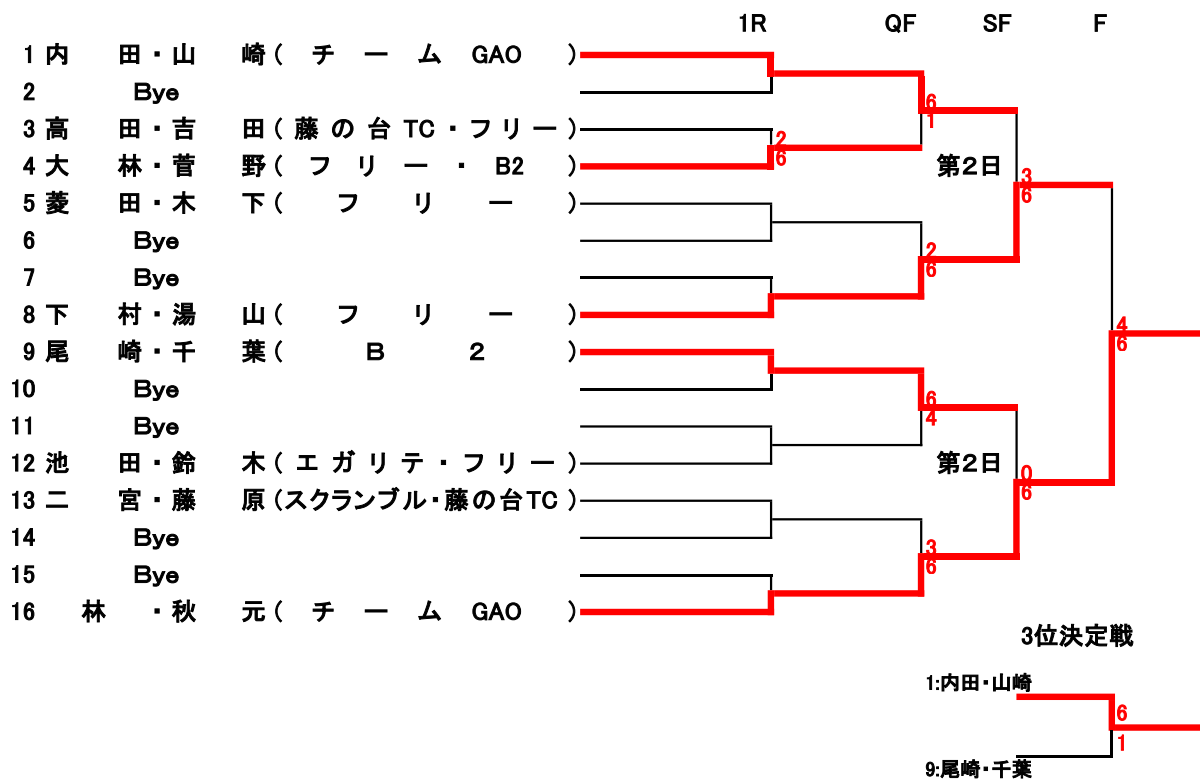 1R QF SF F
1 内 田・山 崎 ( チ ー ム GAO )
2 Bye
3 高 田・吉 田 ( 藤 の 台 TC・フリー )
4 大 林・菅 野 ( フ リ ー ・ B2 )
5 菱 田・木 下 ( フ リ ー )
6 Bye
7 Bye
8 下 村・湯 山 ( フ リ ー )
9 尾 崎・千 葉 ( B 2 )
10 Bye
11 Bye
12 池 田・鈴 木 ( エ ガ リ テ ・ フ リ ー )
13 二 宮・藤 原 (スクランブル・藤の台TC )
14 Bye
15 Bye
16 林 ・秋 元 ( チ ー ム GAO )
6
1
2
6
第2日
3
6
2
6
4
6
6
4
第2日
0
6
3
6
3位決定戦
1:内田・山崎
6
1
9:尾崎・千葉